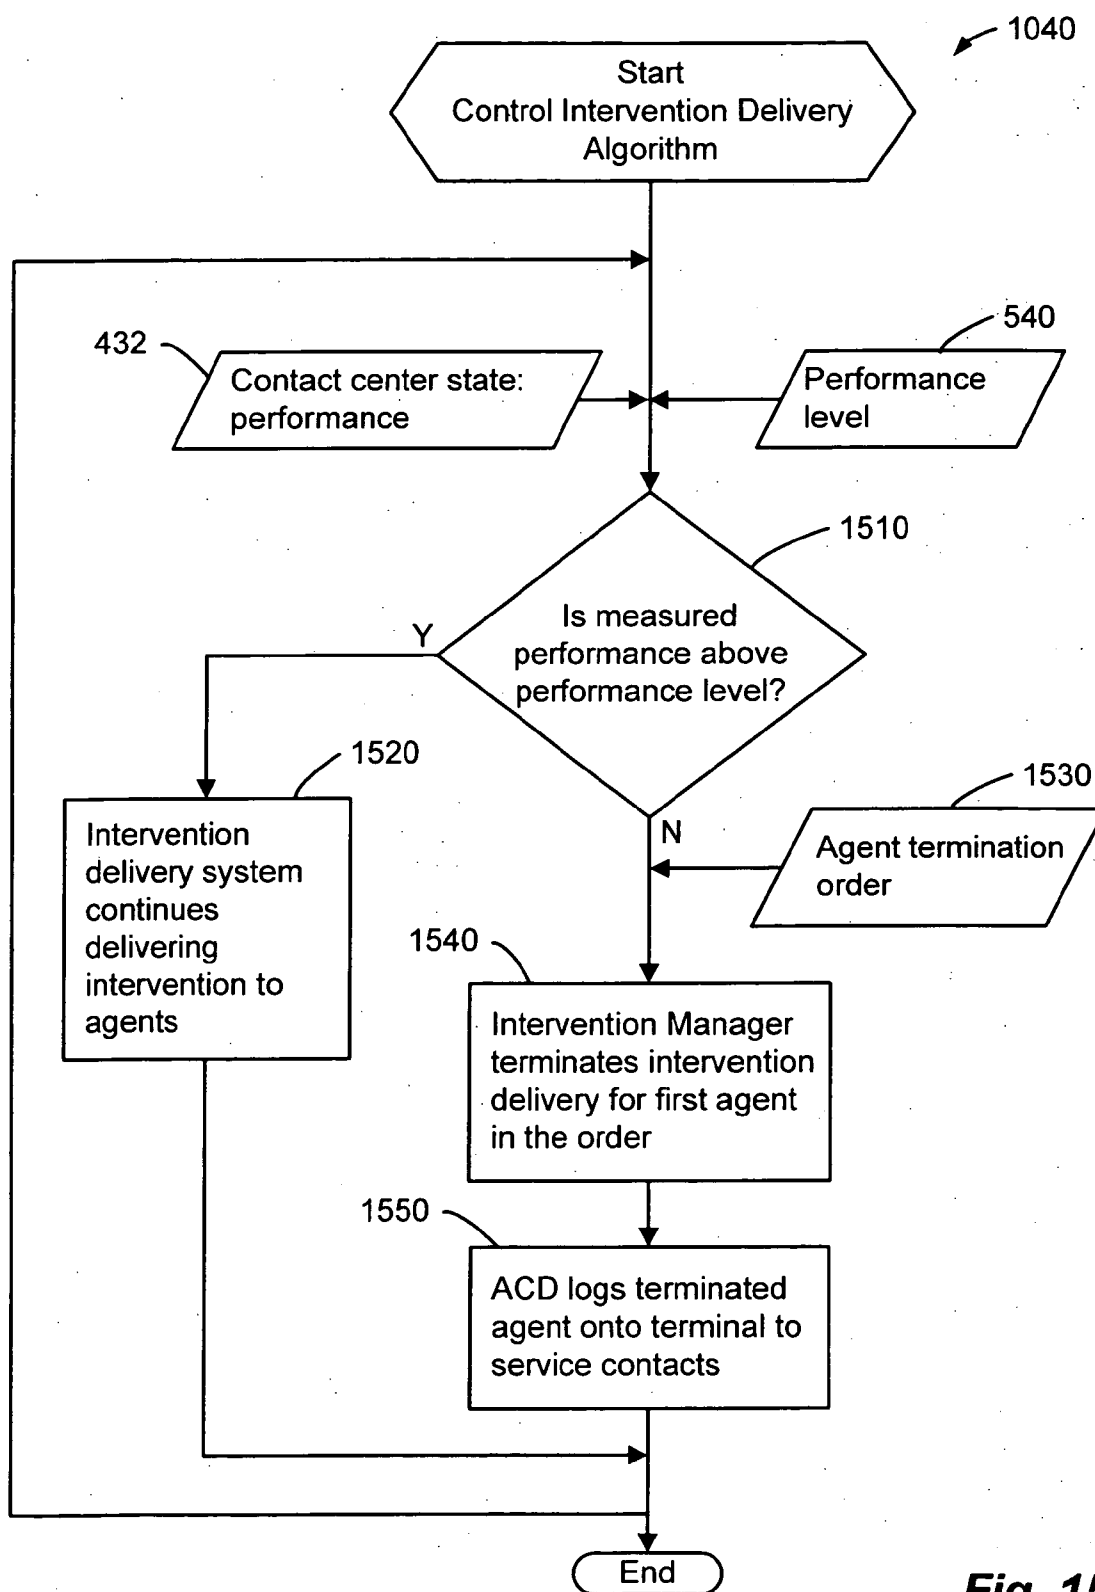 1040
Start
Control Intervention Delivery
Algorithm
432
540
Contact center state:
performance
Performance
level
1510
Is measured
performance above
performance level?
Y
N
1520
1530
Intervention
delivery system
continues
delivering
intervention to
agents
Agent termination
order
1540
Intervention Manager
terminates intervention
delivery for first agent
in the order
1550
ACD logs terminated
agent onto terminal to
service contacts
End
Fig.